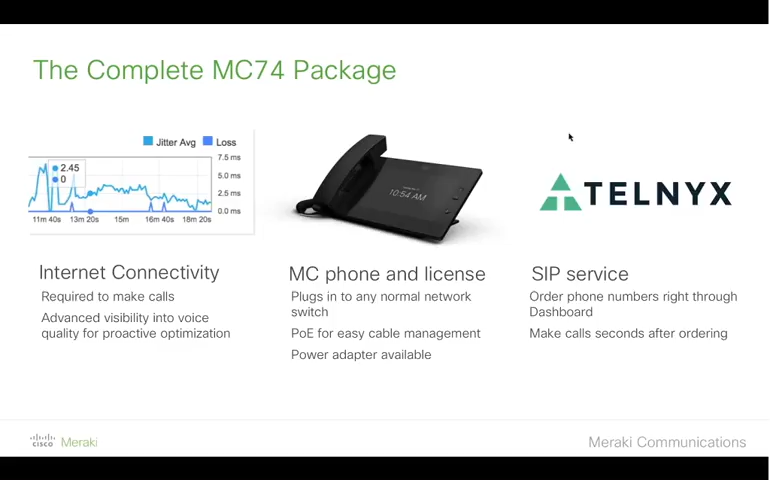 The Complete MC74 Package
Jitter Avg Loss
2.45
0
7.5 ms
5.0 ms
2.5 ms
0.0 ms
11m 40s 13m 20s 15m 16m 40s 18m 20s
10:54 AM
TELNYX
Internet Connectivity
Required to make calls
Advanced visibility into voice
quality for proactive optimization
MC phone and license
Plugs in to any normal network
switch
PoE for easy cable management
Power adapter available
SIP service
Order phone numbers right through
Dashboard
Make calls seconds after ordering
cisco Meraki
Meraki Communications